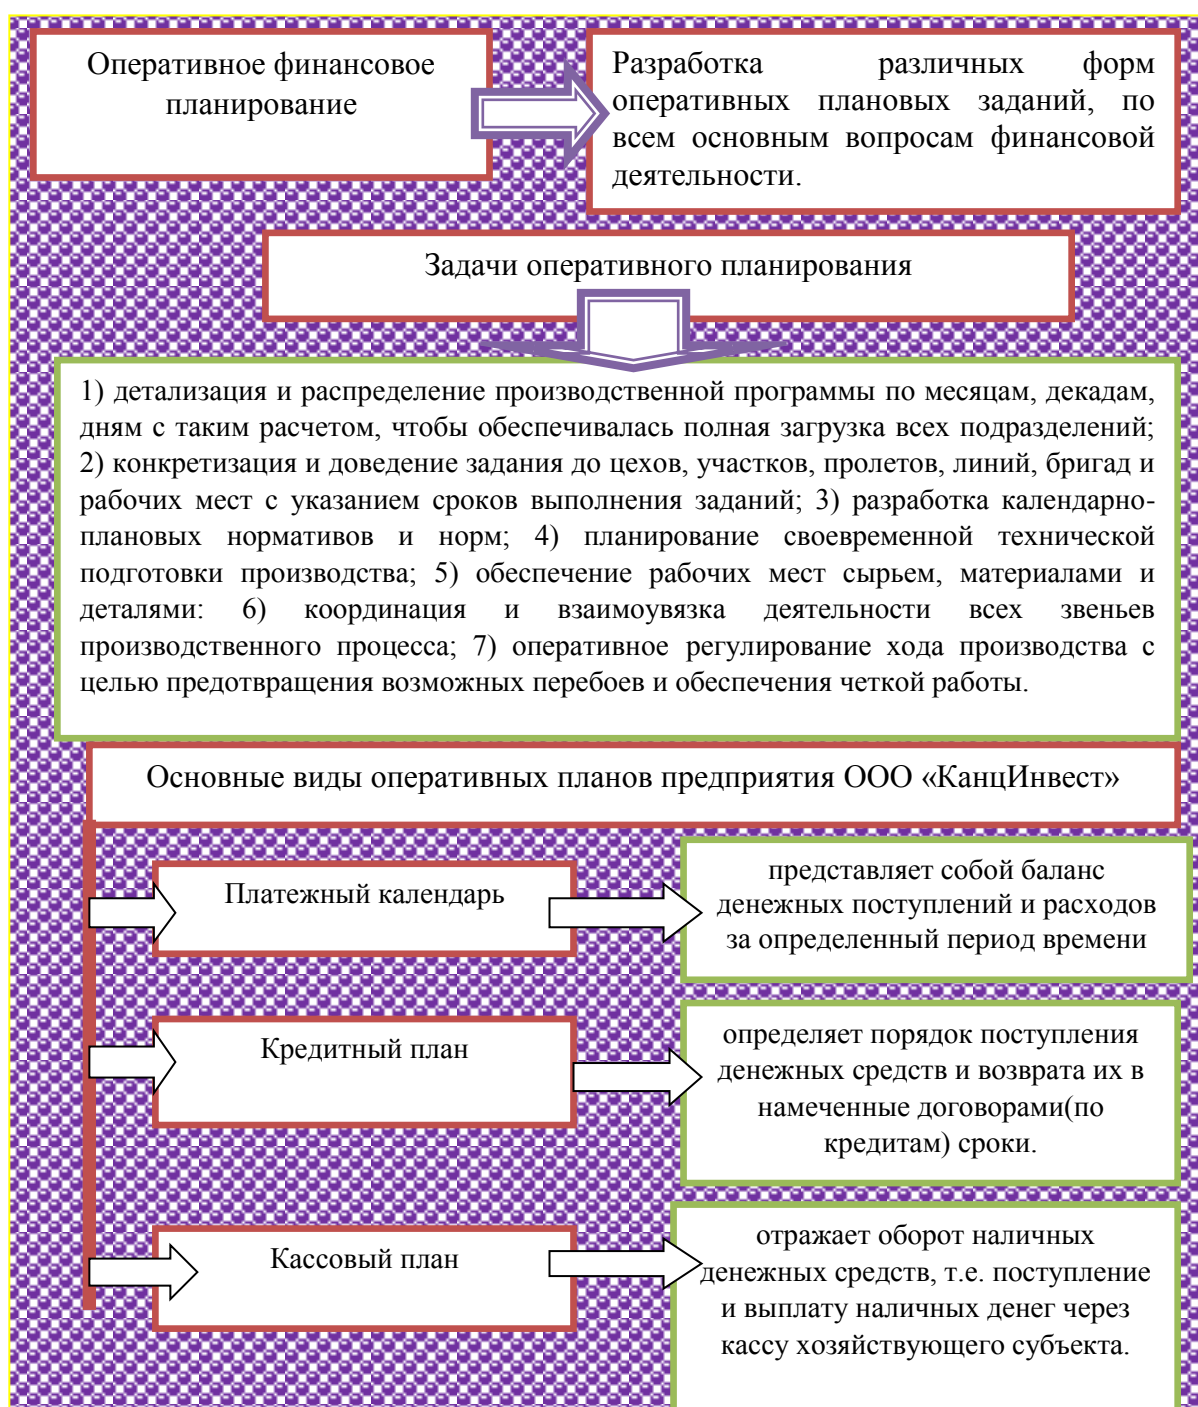 Оперативное финансовое
планирование
Разработка различных форм
оперативных плановых заданий, по
всем основным вопросам финансовой
деятельности.
Задачи оперативного планирования
1) детализация и распределение производственной программы по месяцам, декадам,
дням с таким расчетом, чтобы обеспечивалась полная загрузка всех подразделений;
2) конкретизация и доведение задания до цехов, участков, пролетов, линий, бригад и
рабочих мест с указанием сроков выполнения заданий; 3) разработка календарно-
плановых нормативов и норм; 4) планирование своевременной технической
подготовки производства; 5) обеспечение рабочих мест сырьем, материалами и
деталями: 6) координация и взаимоувязка деятельности всех звеньев
производственного процесса; 7) оперативное регулирование хода производства с
целью предотвращения возможных перебоев и обеспечения четкой работы.
Основные виды оперативных планов предприятия ООО «КанцИнвест»
Платежный календарь
представляет собой баланс
денежных поступлений и расходов
за определенный период времени
Кредитный план
определяет порядок поступления
денежных средств и возврата их в
намеченные договорами(по
кредитам) сроки.
Кассовый план
отражает оборот наличных
денежных средств, т.е. поступление
и выплату наличных денег через
кассу хозяйствующего субъекта.